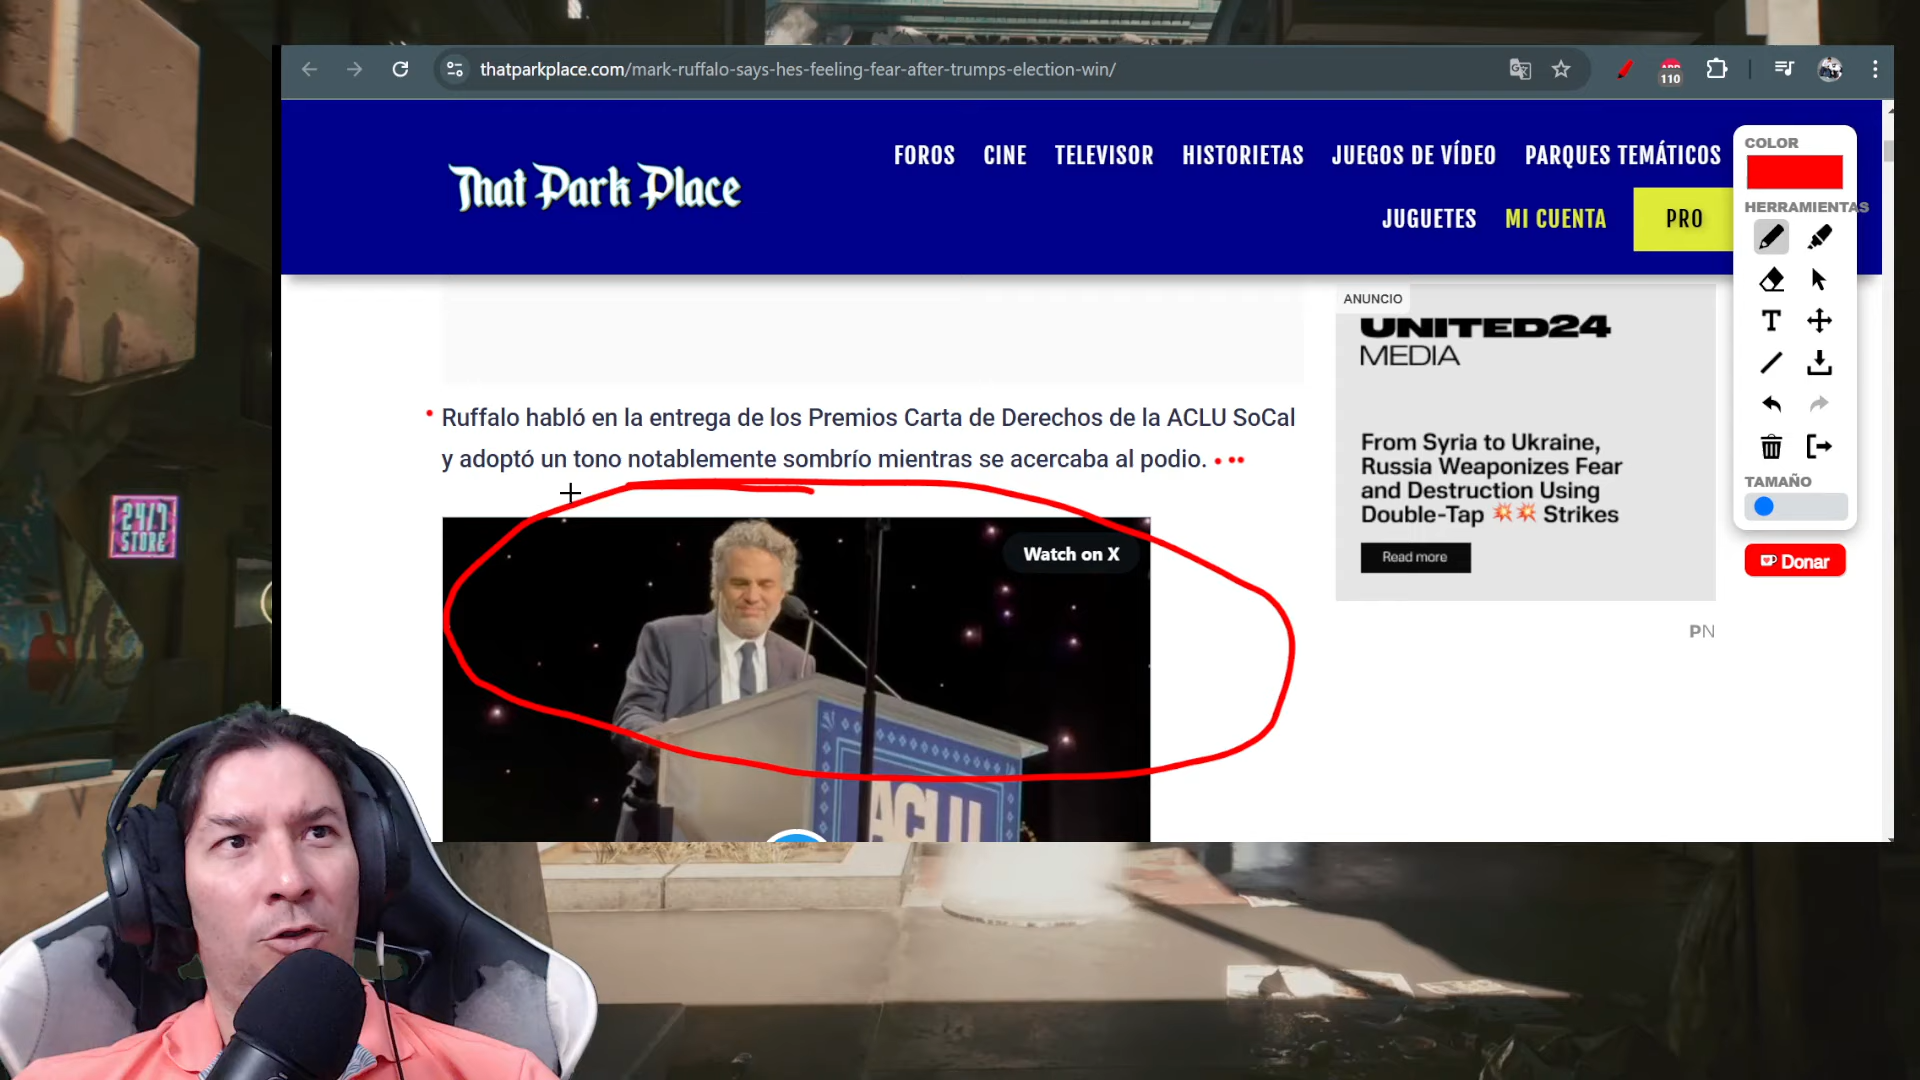 thatparkplace.com/mark-ruffalo-says-hes-feeling-fear-after-trumps-election-win/
110
That Park Place
FOROS CINE TELEVISOR HISTORIETAS JUEGOS DE VÍDEO PARQUES TEMÁTICOS
JUGUETES MI CUENTA PRO
COLOR
HERRAMIENTAS
TAMAÑO
Donar
ANUNCIO
UNITED24
MEDIA
From Syria to Ukraine,
Russia Weaponizes Fear
and Destruction Using
Double-Tap 💥💥 Strikes
Read more
PN
Ruffalo habló en la entrega de los Premios Carta de Derechos de la ACLU SoCal
y adoptó un tono notablemente sombrío mientras se acercaba al podio.
Watch on X
ACLU
24/7
STORE